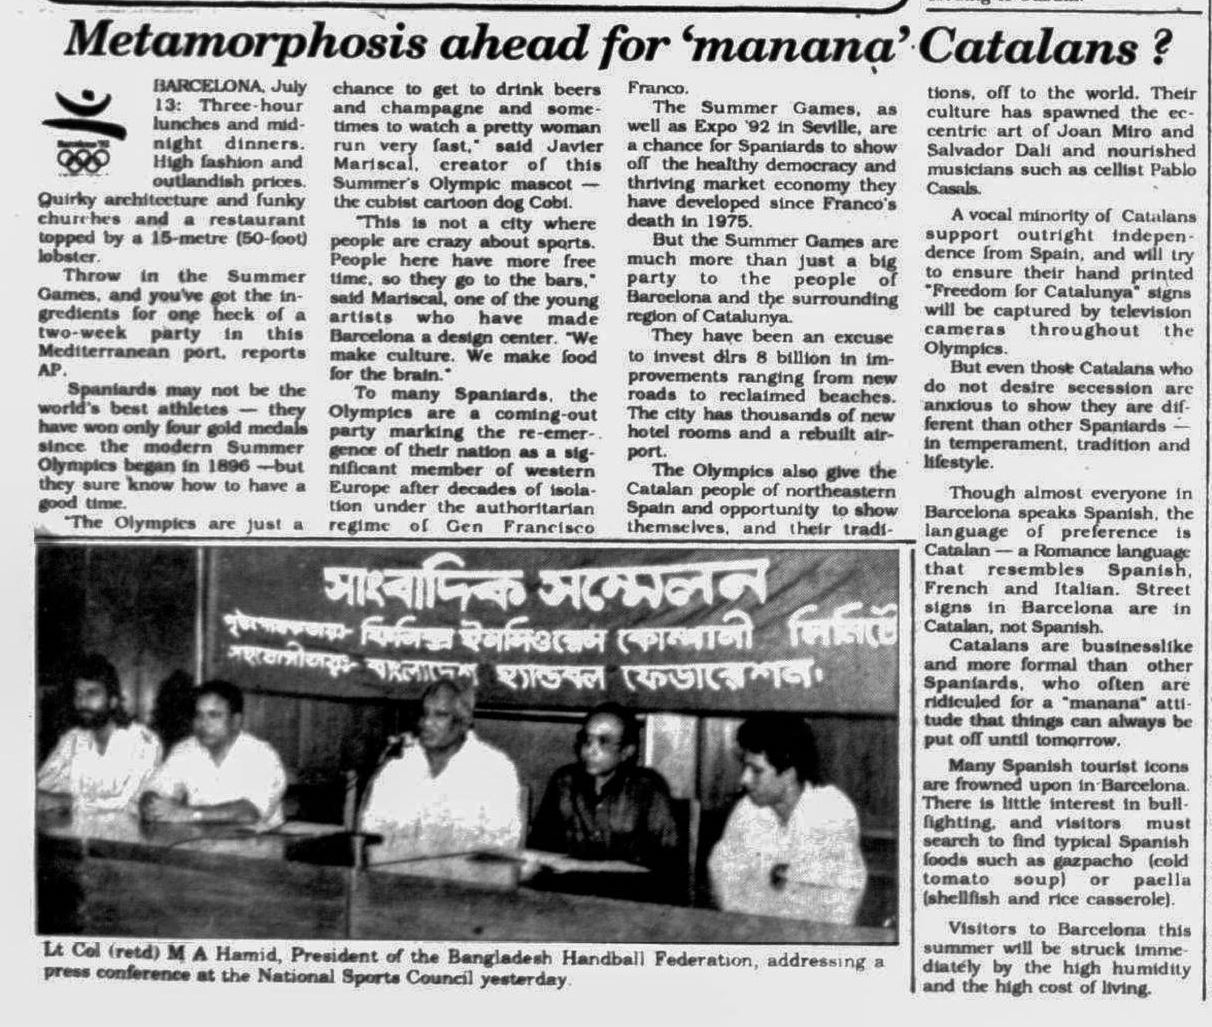 Metamorphosis ahead for 'manana' Catalans ?
BARCELONA, July
13: Three-hour
lunches and mid-
night dinners.
High fashion and
outlandish prices.
Quirky architecture and funky
churches and a restaurant
topped by a 15-metre (50-foot)
lobster.
Throw in the Summer
Games, and you've got the in-
gredients for one heck of a
two-week party in this
Mediterranean port, reports
AP.
Spaniards may not be the
world's best athletes — they
have won only four gold medals
since the modern Summer
Olympics began in 1896 —but
they sure know how to have a
good time.
"The Olympics are just a
chance to get to drink beers
and champagne and some-
times to watch a pretty woman
run very fast," said Javier
Mariscal, creator of this
Summer's Olympic mascot —
the cubist cartoon dog Cobi.
"This is not a city where
people are crazy about sports.
People here have more free
time, so they go to the bars,"
said Mariscal, one of the young
artists who have made
Barcelona a design center. "We
make culture. We make food
for the brain."
To many Spaniards, the
Olympics are a coming-out
party marking the re-emer-
gence of their nation as a sig-
nificant member of western
Europe after decades of isola-
tion under the authoritarian
regime of Gen Francisco
Franco.
The Summer Games, as
well as Expo '92 in Seville, are
a chance for Spaniards to show
off the healthy democracy and
thriving market economy they
have developed since Franco's
death in 1975.
But the Summer Games are
much more than just a big
party to the people of
Barcelona and the surrounding
region of Catalunya.
They have been an excuse
to invest dlrs 8 billion in im-
provements ranging from new
roads to reclaimed beaches.
The city has thousands of new
hotel rooms and a rebuilt air-
port.
The Olympics also give the
Catalan people of northeastern
Spain and opportunity to show
themselves, and their tradi-
tions, off to the world. Their
culture has spawned the ec-
centric art of Joan Miro and
Salvador Dali and nourished
musicians such as cellist Pablo
Casals.
A vocal minority of Catalans
support outright indepen-
dence from Spain, and will try
to ensure their hand printed
"Freedom for Catalunya" signs
will be captured by television
cameras throughout the
Olympics.
But even those Catalans who
do not desire secession are
anxious to show they are dif-
ferent than other Spaniards —
in temperament, tradition and
lifestyle.
Though almost everyone in
Barcelona speaks Spanish, the
language of preference is
Catalan — a Romance language
that resembles Spanish,
French and Italian. Street
signs in Barcelona are in
Catalan, not Spanish.
Catalans are businesslike
and more formal than other
Spaniards, who often are
ridiculed for a "manana" atti-
tude that things can always be
put off until tomorrow.
Many Spanish tourist icons
are frowned upon in Barcelona.
There is little interest in bull-
fighting, and visitors must
search to find typical Spanish
foods such as gazpacho (cold
tomato soup) or paella
(shellfish and rice casserole).
Visitors to Barcelona this
summer will be struck imme-
diately by the high humidity
and the high cost of living.
সাংবাদিক সম্মেলন
পৃষ্ঠপোষকতায়- ফিনিক্স ইনসিওরেন্স কোম্পানী লিমিটে
সহযোগীতায়- বাংলাদেশ হ্যান্ডবল ফেডারেশন।
Lt Col (retd) M A Hamid, President of the Bangladesh Handball Federation, addressing a
press conference at the National Sports Council yesterday.